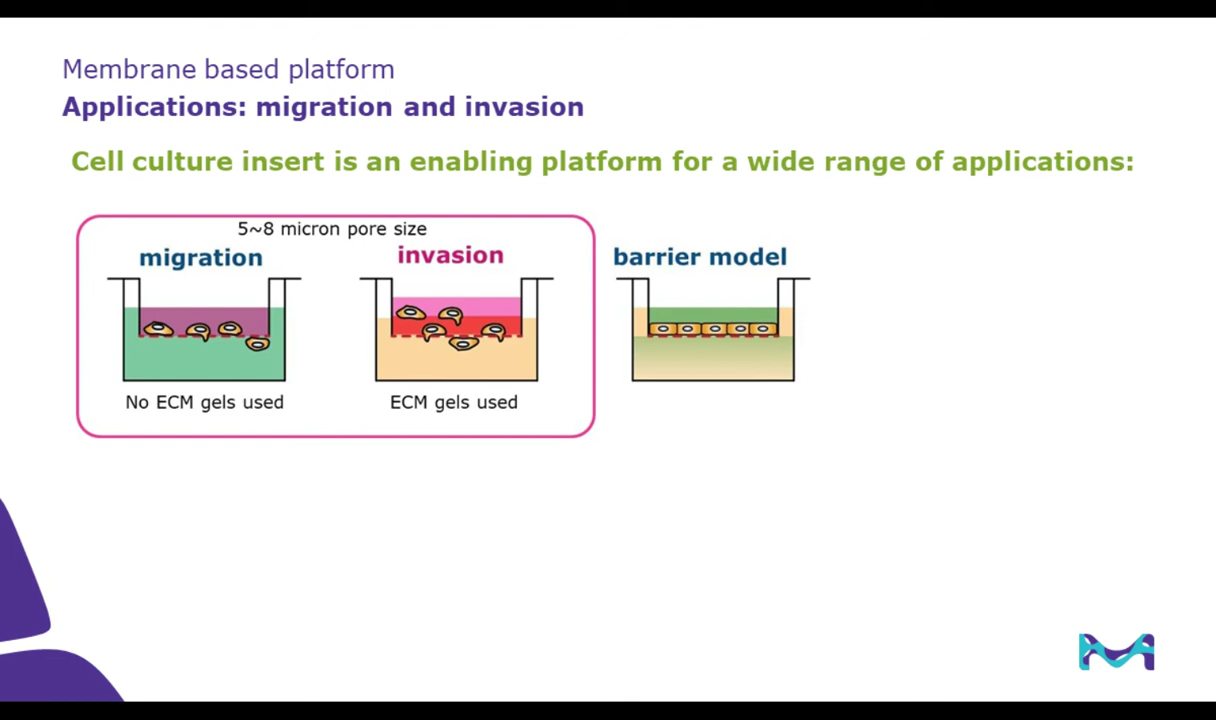 Membrane based platform
Applications: migration and invasion
Cell culture insert is an enabling platform for a wide range of applications:
5~8 micron pore size
migration
invasion
barrier model
No ECM gels used
ECM gels used